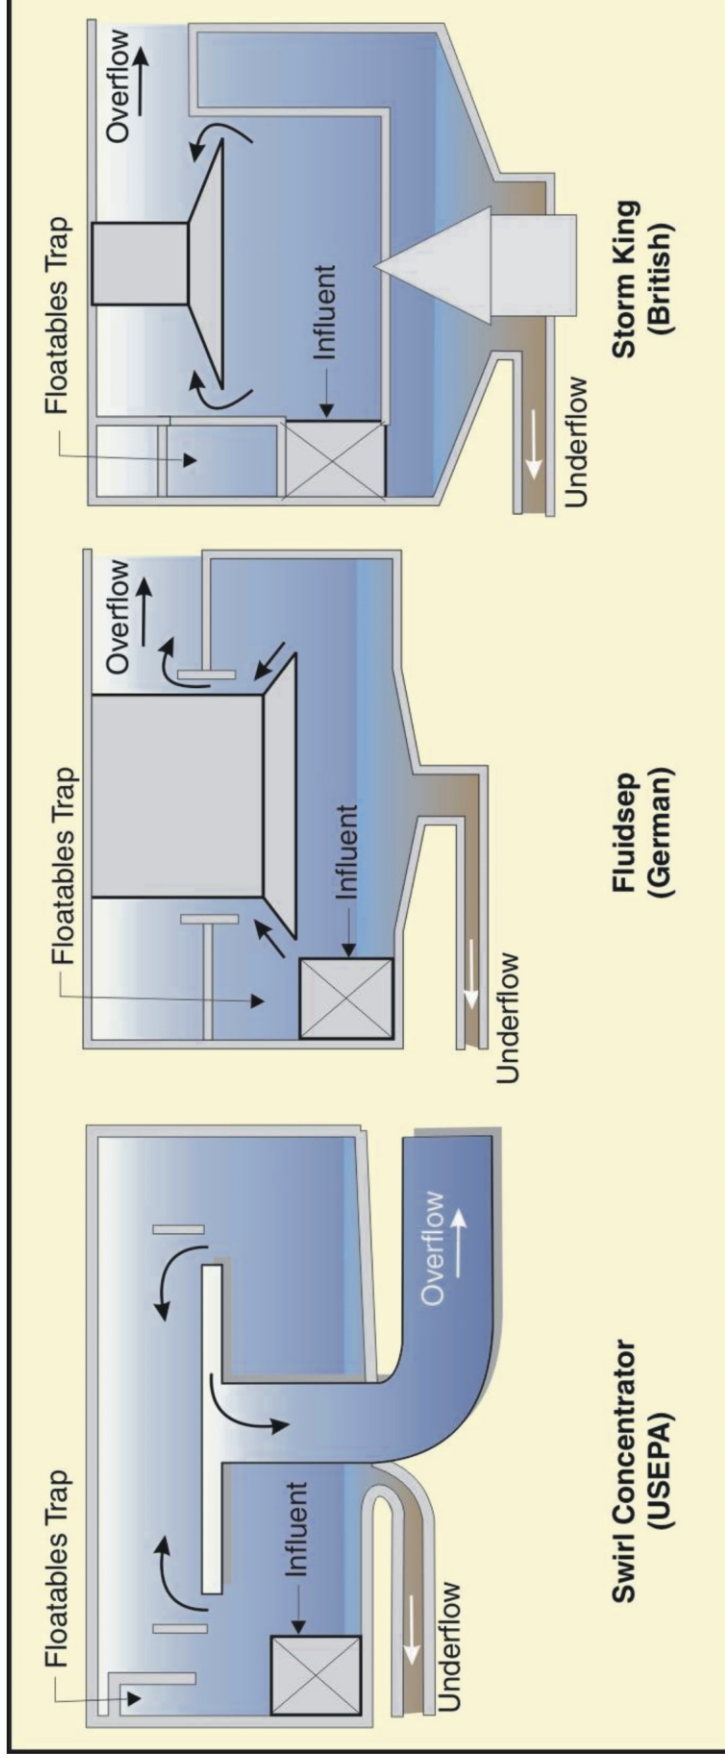 Floatables Trap
Influent
Overflow
Underflow
Swirl Concentrator
(USEPA)
Floatables Trap
Overflow
Influent
Underflow
Fluidsep
(German)
Floatables Trap
Overflow
Influent
Underflow
Storm King
(British)